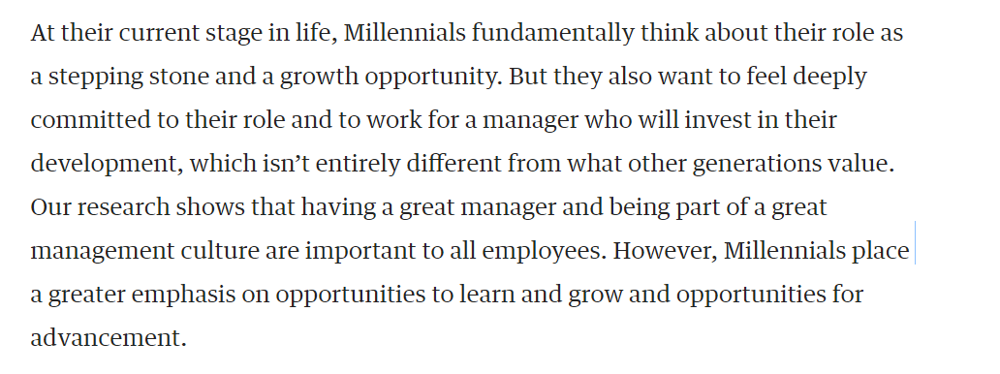 At their current stage in life, Millennials fundamentally think about their role as
a stepping stone and a growth opportunity. But they also want to feel deeply
committed to their role and to work for a manager who will invest in their
development, which isn’t entirely different from what other generations value.
Our research shows that having a great manager and being part of a great
management culture are important to all employees. However, Millennials place
a greater emphasis on opportunities to learn and grow and opportunities for
advancement.